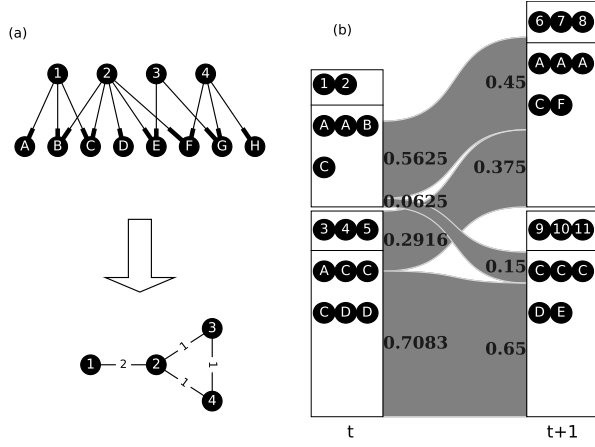 (a)
1 2 3 4
A B C D E F G H
1 2 2 1 3 1 1 4
(b)
1 2
A A B
C
3 4 5
A C C
C D D
t
0.5625
0.0625
0.2916
0.7083
0.45
0.375
0.15
0.65
6 7 8
A A A
C F
9 10 11
C C C
D E
t+1